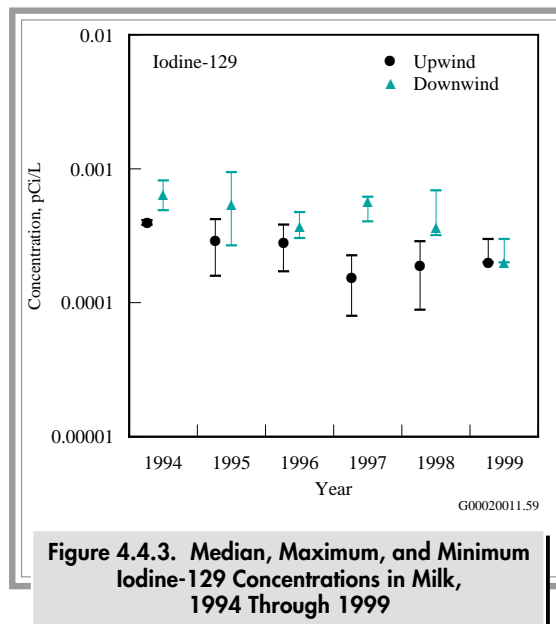 0.01
Iodine-129
Upwind
Downwind
0.001
Concentration, pCi/L
0.0001
0.00001
1994 1995 1996 1997 1998 1999
Year
G00020011.59
Figure 4.4.3. Median, Maximum, and Minimum
Iodine-129 Concentrations in Milk,
1994 Through 1999